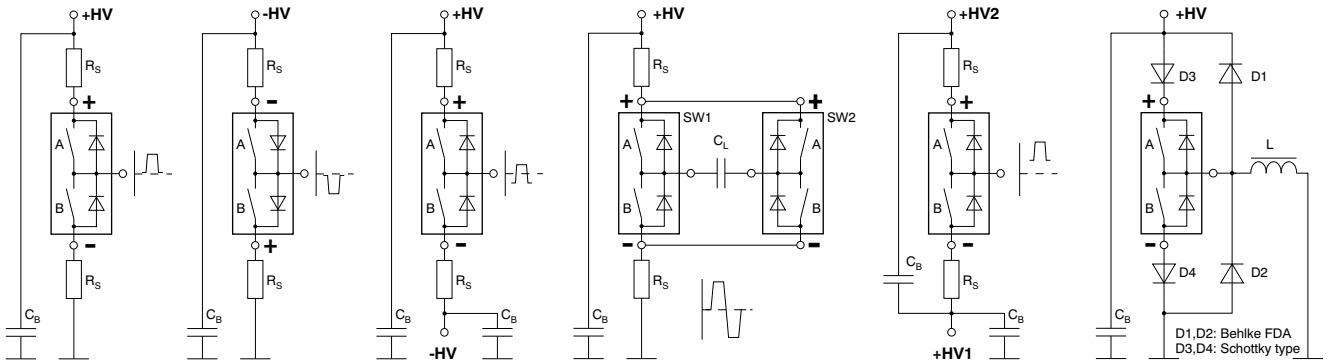 +HV
R_S
+
A
B
-
R_S
C_B
-HV
R_S
-
A
B
+
R_S
C_B
+HV
R_S
+
A
B
-
R_S
C_B
C_B
-HV
+HV
R_S
+
+
SW1
SW2
A
C_L
A
B
B
-
-
R_S
C_B
+HV2
R_S
+
A
B
-
C_B
R_S
C_B
+HV1
+HV
D3
D1
+
A
L
B
-
D4
D2
C_B
D1,D2: Behlke FDA
D3,D4: Schottky type